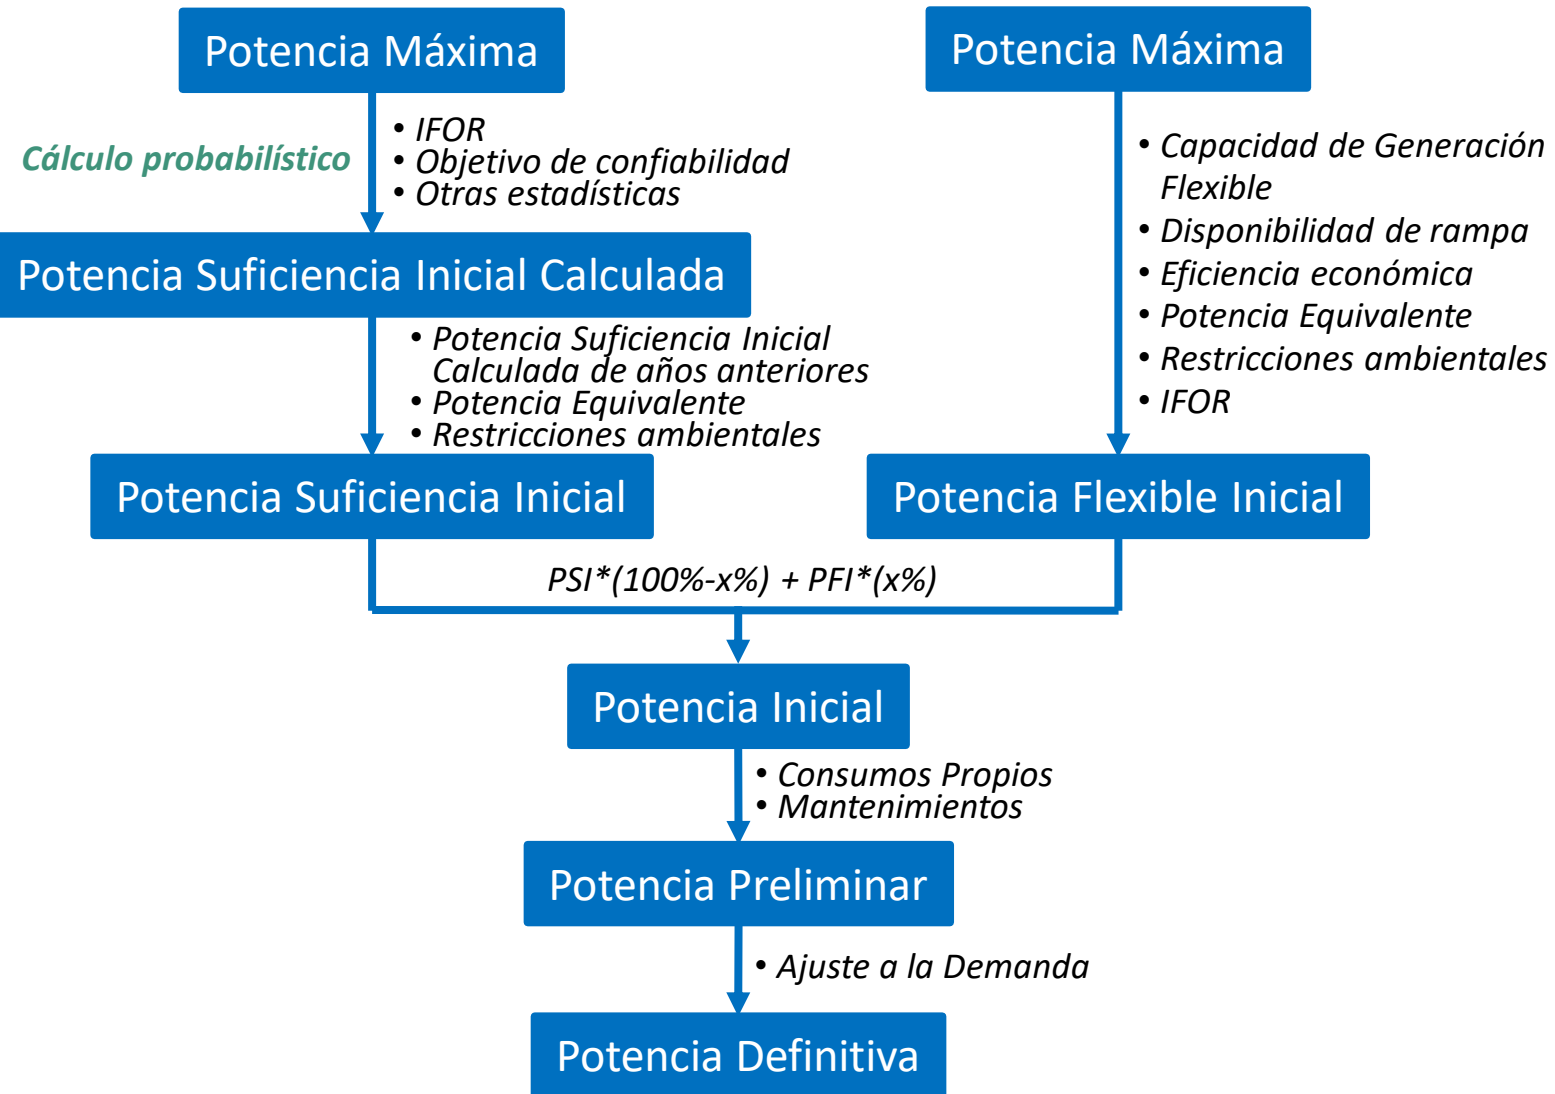 Potencia Máxima
Cálculo probabilístico
• IFOR
• Objetivo de confiabilidad
• Otras estadísticas
Potencia Suficiencia Inicial Calculada
• Potencia Suficiencia Inicial
Calculada de años anteriores
• Potencia Equivalente
• Restricciones ambientales
Potencia Suficiencia Inicial
Potencia Máxima
• Capacidad de Generación
Flexible
• Disponibilidad de rampa
• Eficiencia económica
• Potencia Equivalente
• Restricciones ambientales
• IFOR
Potencia Flexible Inicial
PSI*(100%-x%) + PFI*(x%)
Potencia Inicial
• Consumos Propios
• Mantenimientos
Potencia Preliminar
• Ajuste a la Demanda
Potencia Definitiva